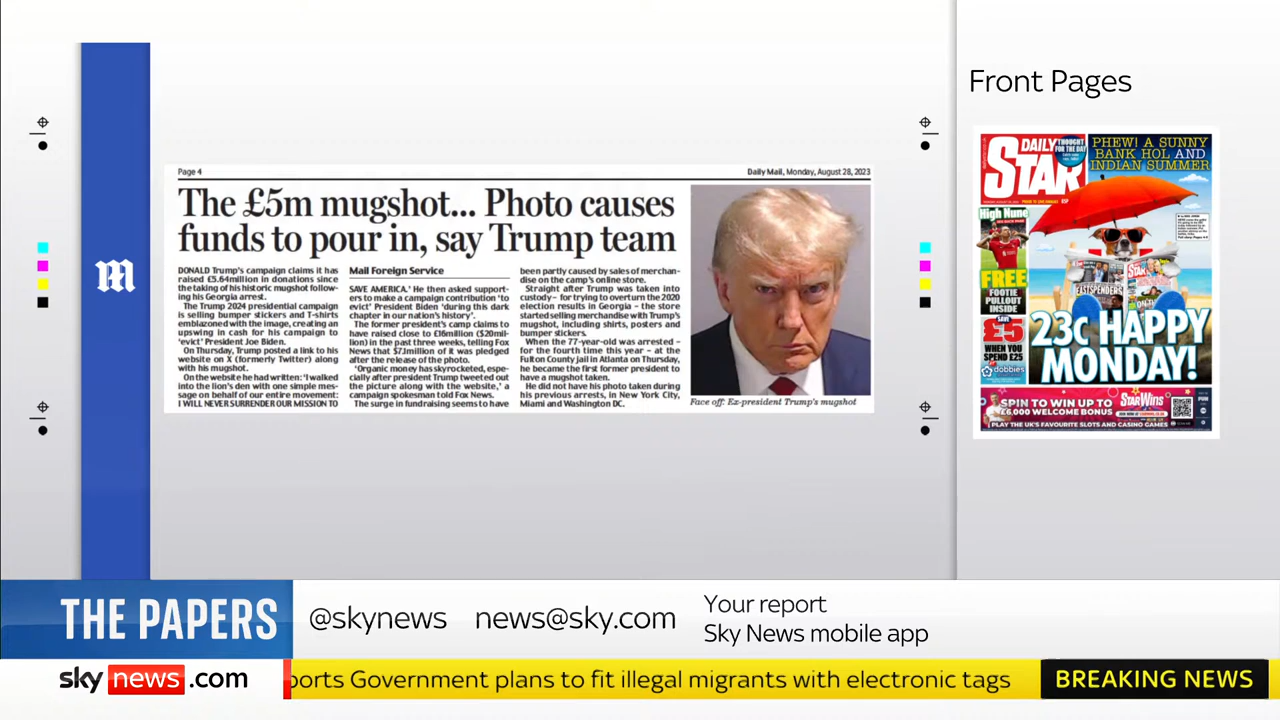 Front Pages
Page 4
Daily Mail, Monday, August 28, 2023
The £5m mugshot... Photo causes
funds to pour in, say Trump team
DONALD Trump's campaign claims it has
raised £5.64million in donations since
the taking of his historic mugshot follow-
ing his Georgia arrest.
The Trump 2024 presidential campaign
is selling bumper stickers and T-shirts
emblazoned with the image, creating an
upswing in cash for his campaign to
'evict' President Joe Biden.
On Thursday, Trump posted a link to his
website on X (formerly Twitter) along
with his mugshot.
On the website he had written: 'I walked
into the lion's den with one simple mes-
sage on behalf of our entire movement:
I WILL NEVER SURRENDER OUR MISSION TO
Mail Foreign Service
SAVE AMERICA.' He then asked support-
ers to make a campaign contribution 'to
evict' President Biden 'during this dark
chapter in our nation's history'.
The former president's camp claims to
have raised close to £16million ($20mil-
lion) in the past three weeks, telling Fox
News that $7.1million of it was pledged
after the release of the photo.
'Organic money has skyrocketed, espe-
cially after president Trump tweeted out
the picture along with the website,' a
campaign spokesman told Fox News.
The surge in fundraising seems to have
been partly caused by sales of merchan-
dise on the camp's online store.
Straight after Trump was taken into
custody – for trying to overturn the 2020
election results in Georgia – the store
started selling merchandise with Trump's
mugshot, including shirts, posters and
bumper stickers.
When the 77-year-old was arrested –
for the fourth time this year – at the
Fulton County jail in Atlanta on Thursday,
he became the first former president to
have a mugshot taken.
He did not have his photo taken during
his previous arrests, in New York City,
Miami and Washington DC.
Face off: Ex-president Trump's mugshot
DAILY
STAR
THOUGHT
FOR THE DAY
PHEW! A SUNNY
BANK HOL AND
INDIAN SUMMER
High Nune
FREE
FOOTIE
PULLOUT
INSIDE
£5
WHEN YOU
SPEND £25
dobbies
EASTSPENDERS
STAR
23c HAPPY
MONDAY!
SPIN TO WIN UP TO
£6,000 WELCOME BONUS
STARWINS
PLAY THE UK'S FAVOURITE SLOTS AND CASINO GAMES
THE PAPERS
@skynews
news@sky.com
Your report
Sky News mobile app
sky news .com
ports Government plans to fit illegal migrants with electronic tags
BREAKING NEWS